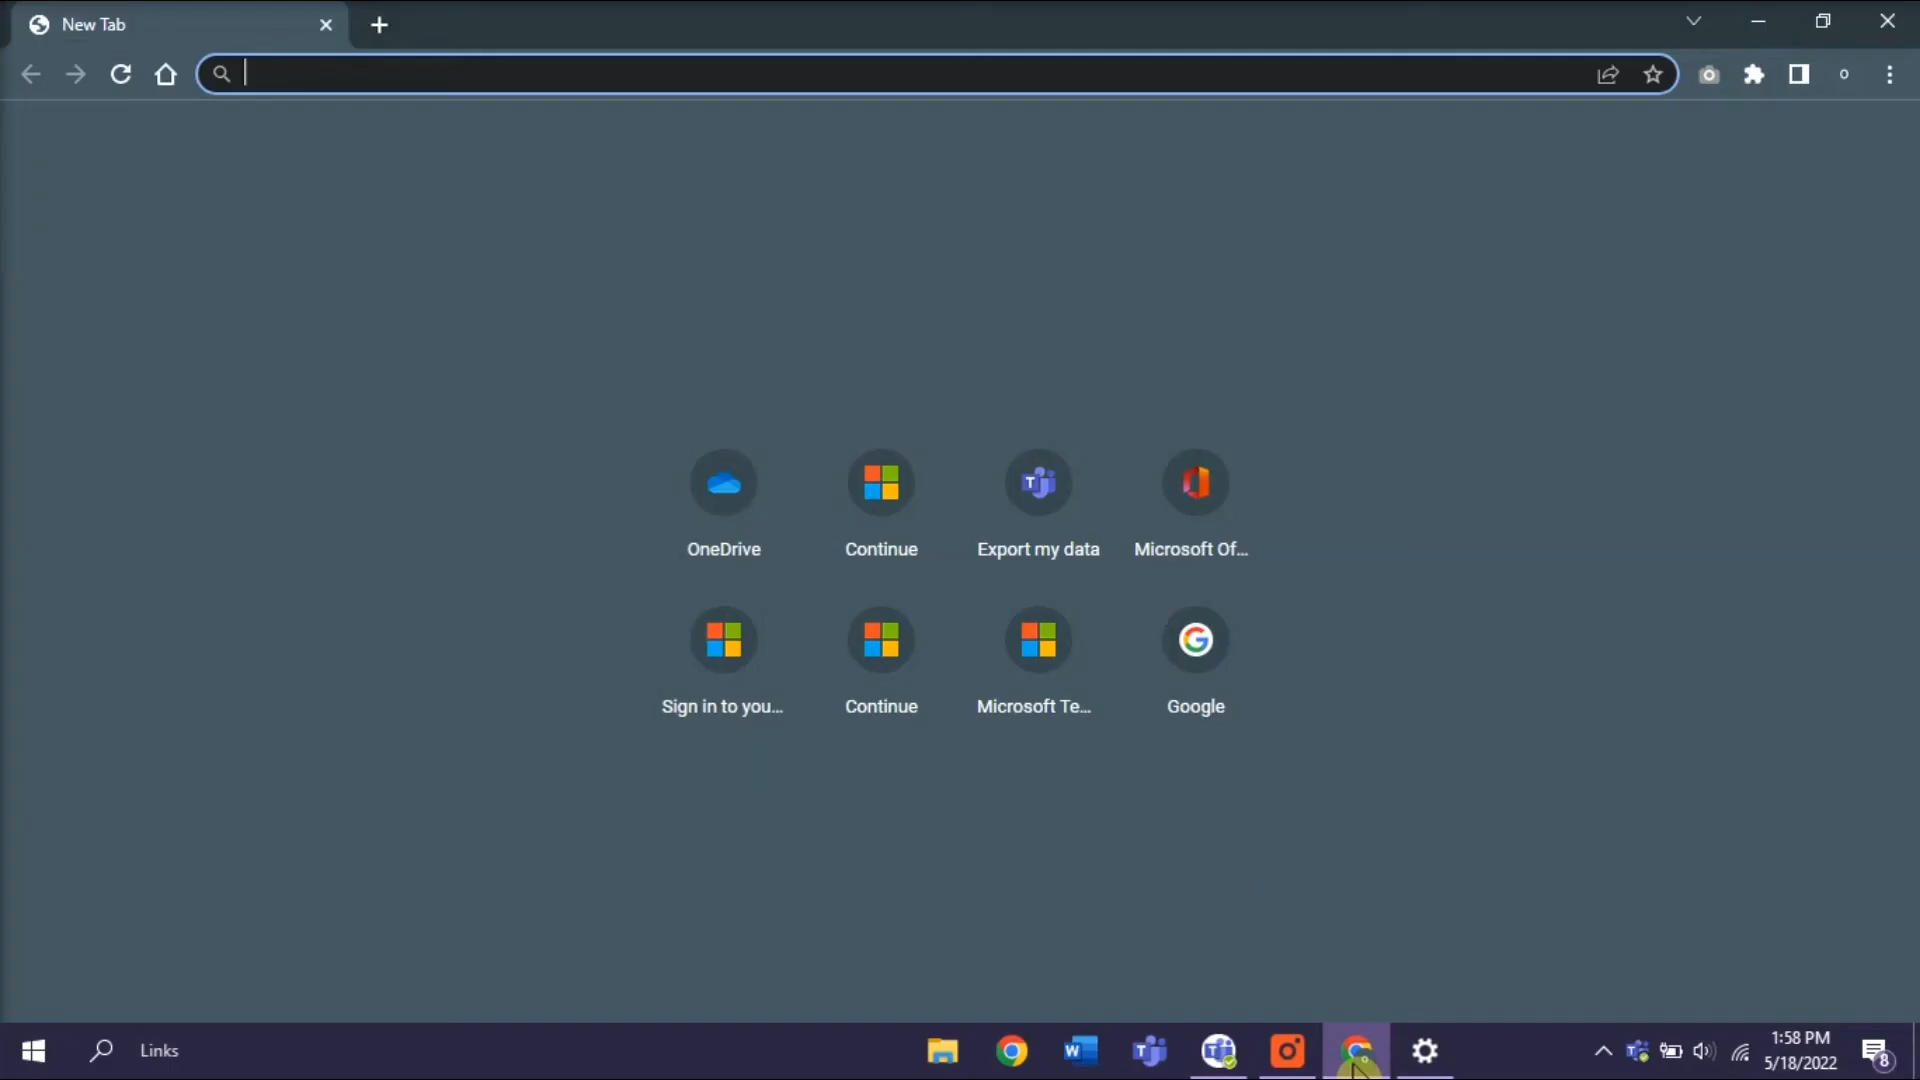 New Tab
OneDrive
Continue
Export my data
Microsoft Of...
Sign in to you...
Continue
Microsoft Te...
Google
Links
1:58 PM
5/18/2022
8